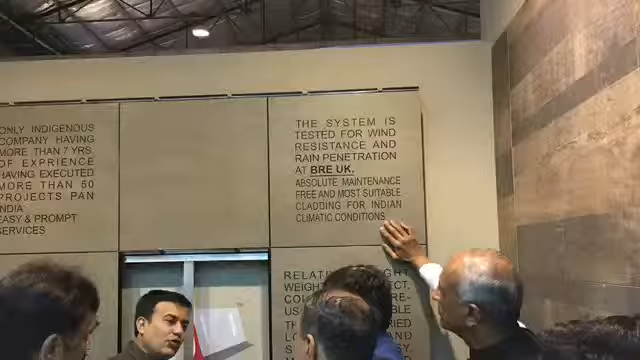 ONLY INDIGENOUS
COMPANY HAVING
MORE THAN 7 YRS.
OF EXPRIENCE
HAVING EXECUTED
MORE THAN 50
PROJECTS PAN
INDIA
EASY & PROMPT
SERVICES
THE SYSTEM IS
TESTED FOR WIND
RESISTANCE AND
RAIN PENETRATION
AT BRE UK.
ABSOLUTE MAINTENANCE
FREE AND MOST SUITABLE
CLADDING FOR INDIAN
CLIMATIC CONDITIONS
WEIGHT